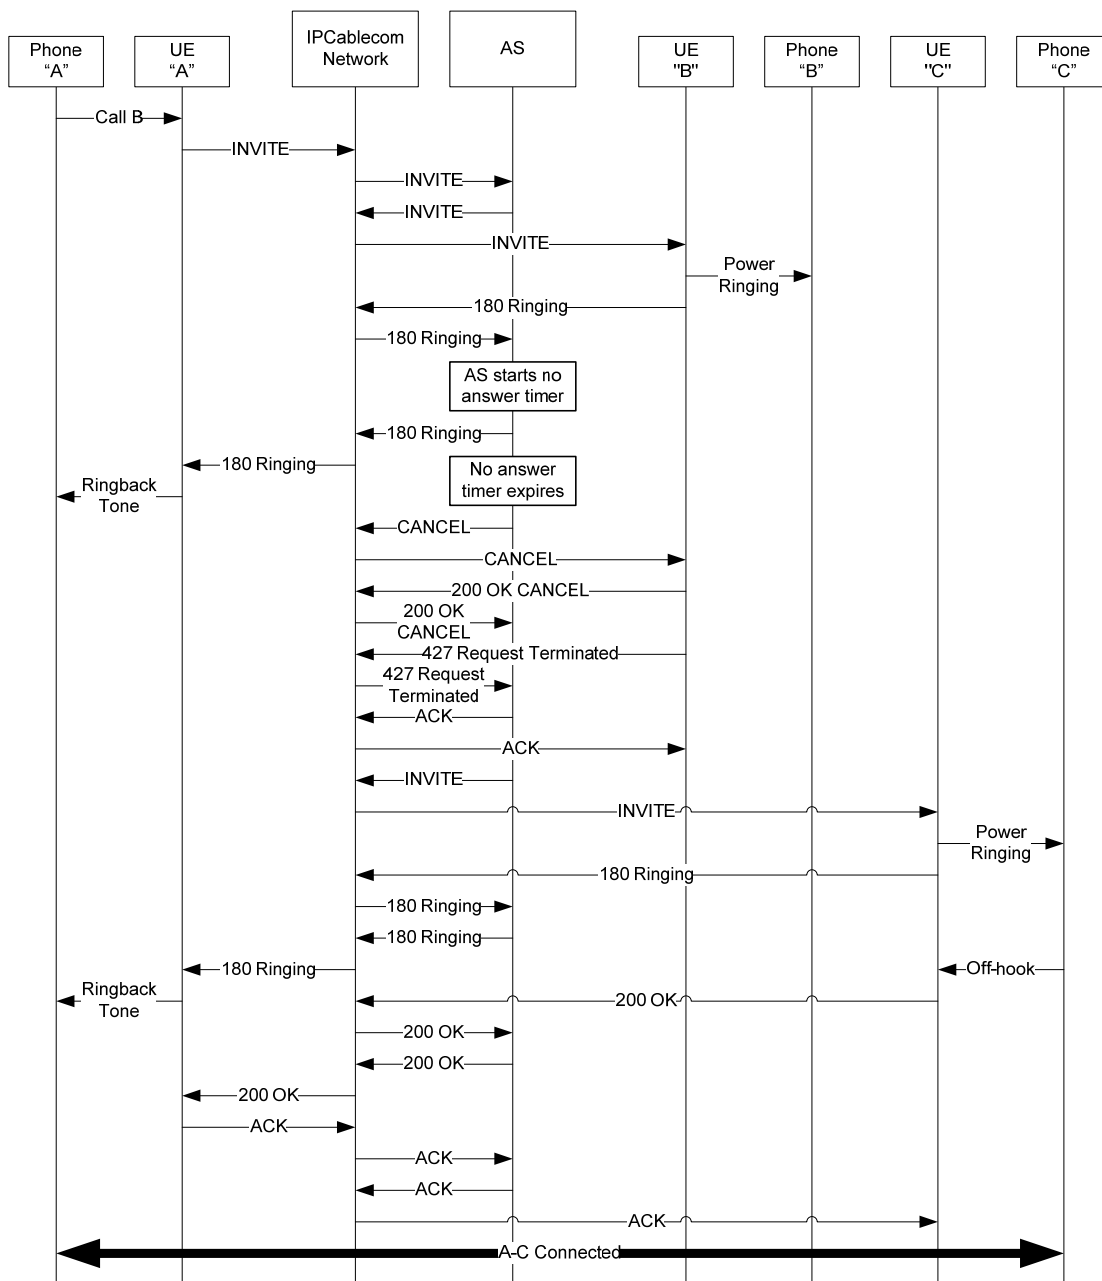 Phone
“A”
UE
“A”
IPCablecom
Network
AS
UE
"B"
Phone
“B”
UE
"C"
Phone
“C”
Call B
INVITE
INVITE
INVITE
INVITE
Power
Ringing
180 Ringing
180 Ringing
AS starts no
answer timer
180 Ringing
180 Ringing
No answer
timer expires
Ringback
Tone
CANCEL
CANCEL
200 OK CANCEL
200 OK
CANCEL
427 Request Terminated
427 Request
Terminated
ACK
ACK
INVITE
INVITE
Power
Ringing
180 Ringing
180 Ringing
180 Ringing
180 Ringing
Off-hook
Ringback
Tone
200 OK
200 OK
200 OK
200 OK
ACK
ACK
ACK
ACK
A-C Connected